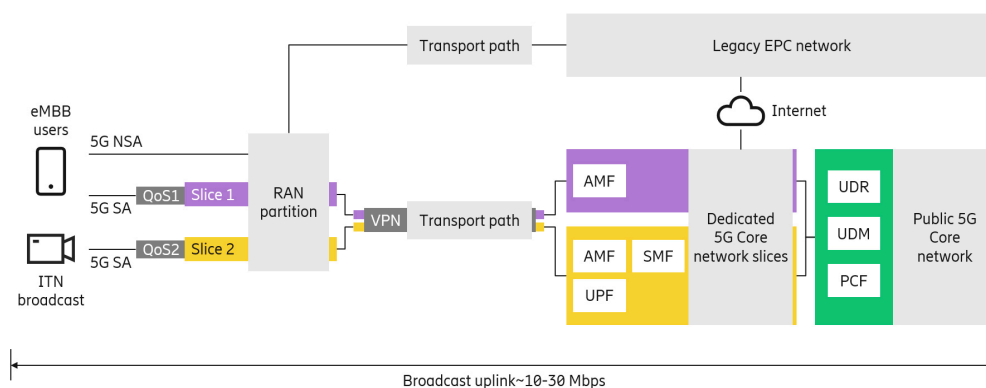 Transport path
Legacy EPC network
Internet
eMBB
users
5G NSA
5G SA
QoS1
Slice 1
RAN
partition
QoS2
Slice 2
5G SA
ITN
broadcast
VPN
Transport path
AMF
AMF
SMF
UPF
Dedicated
5G Core
network slices
UDR
UDM
PCF
Public 5G
Core
network
Broadcast uplink~10-30 Mbps